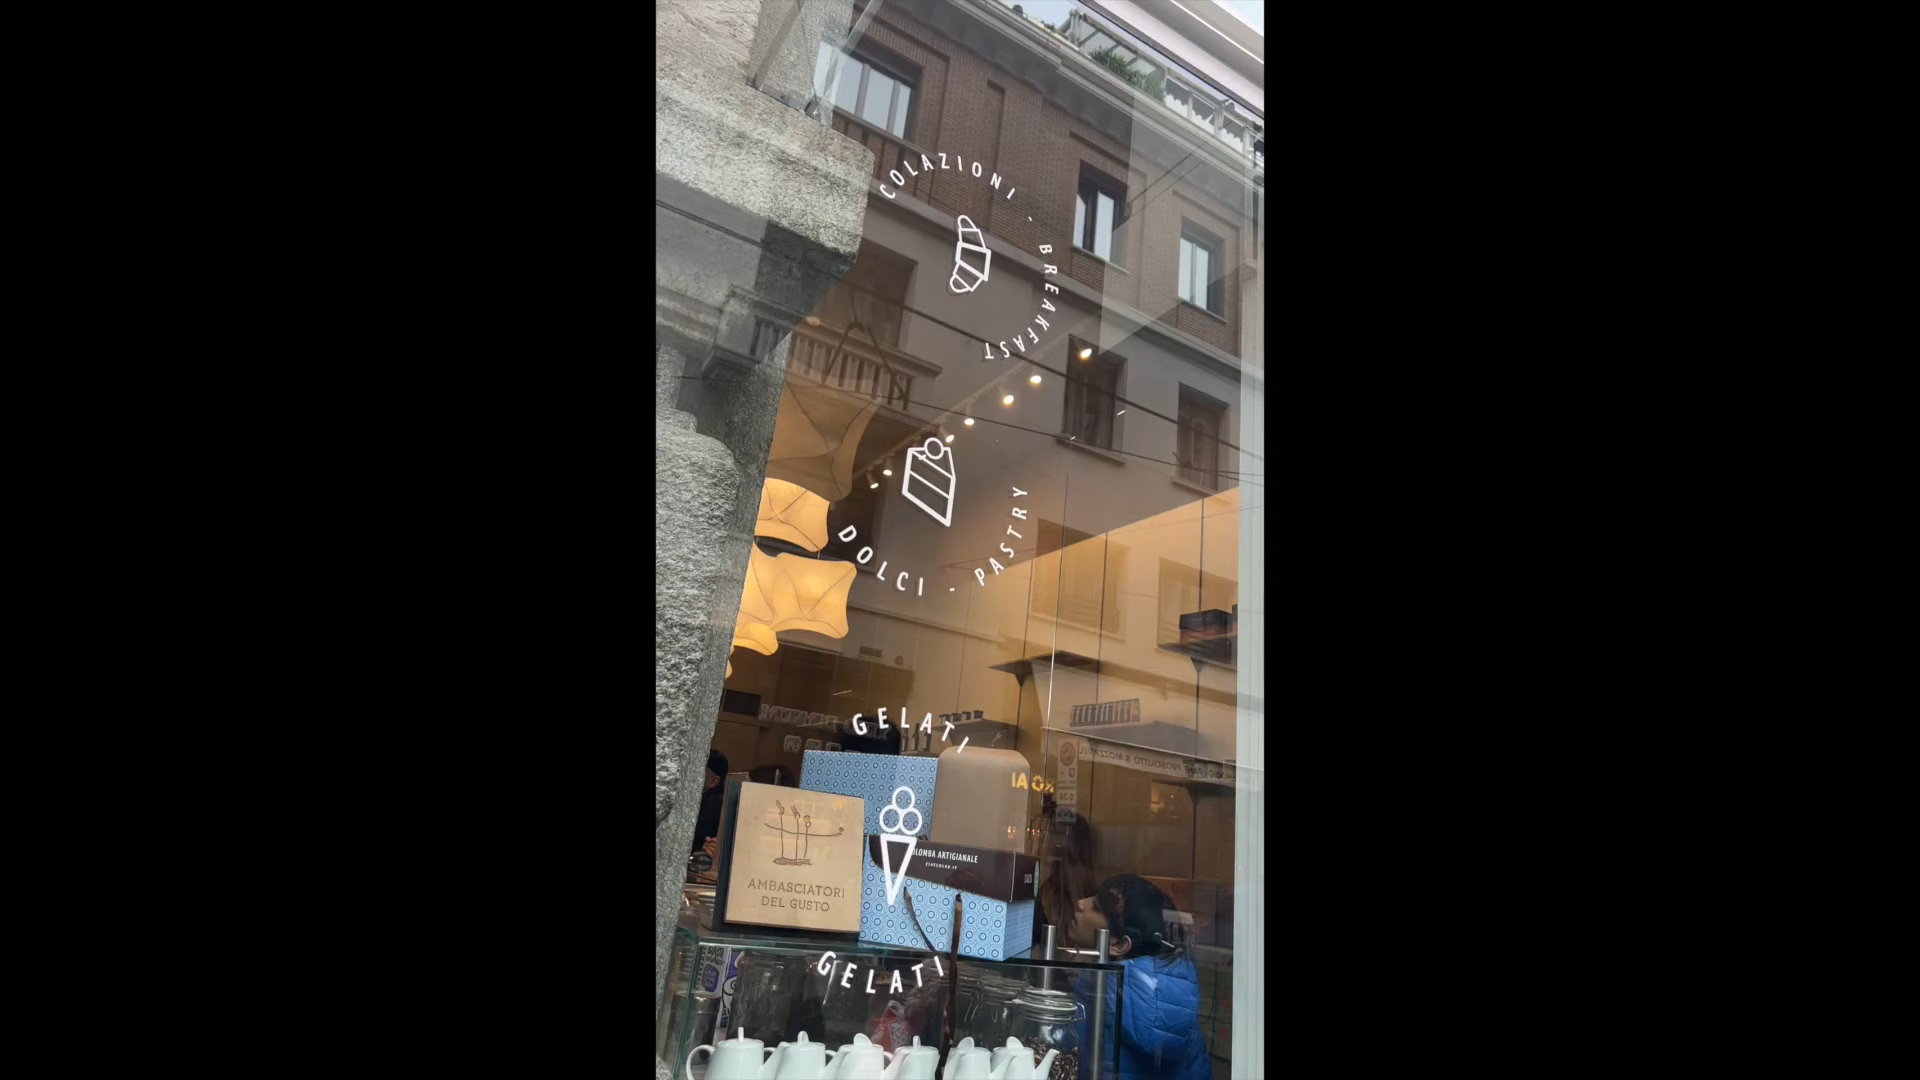 COLAZIONI - BREAKFAST
DOLCI - PASTRY
GELATI
AMBASCIATORI
DEL GUSTO
COLOMBA ARTIGIANALE
GELATI